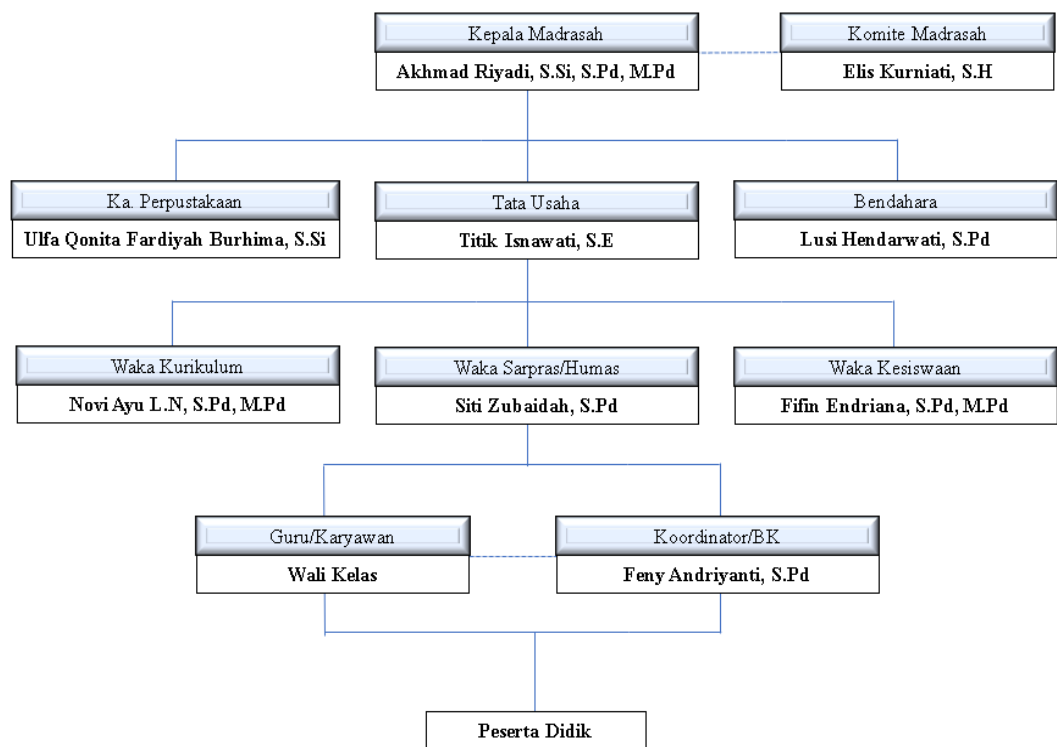 Kepala Madrasah
Akhmad Riyadi, S.Si, S.Pd, M.Pd
Komite Madrasah
Elis Kurniati, S.H
Ka. Perpustakaan
Ulfa Qonita Fardiyah Burhima, S.Si
Tata Usaha
Titik Isnawati, S.E
Bendahara
Lusi Hendarwati, S.Pd
Waka Kurikulum
Novi Ayu L.N, S.Pd, M.Pd
Waka Sarpras/Humas
Siti Zubaidah, S.Pd
Waka Kesiswaan
Fifin Endriana, S.Pd, M.Pd
Guru/Karyawan
Wali Kelas
Koordinator/BK
Feny Andriyanti, S.Pd
Peserta Didik